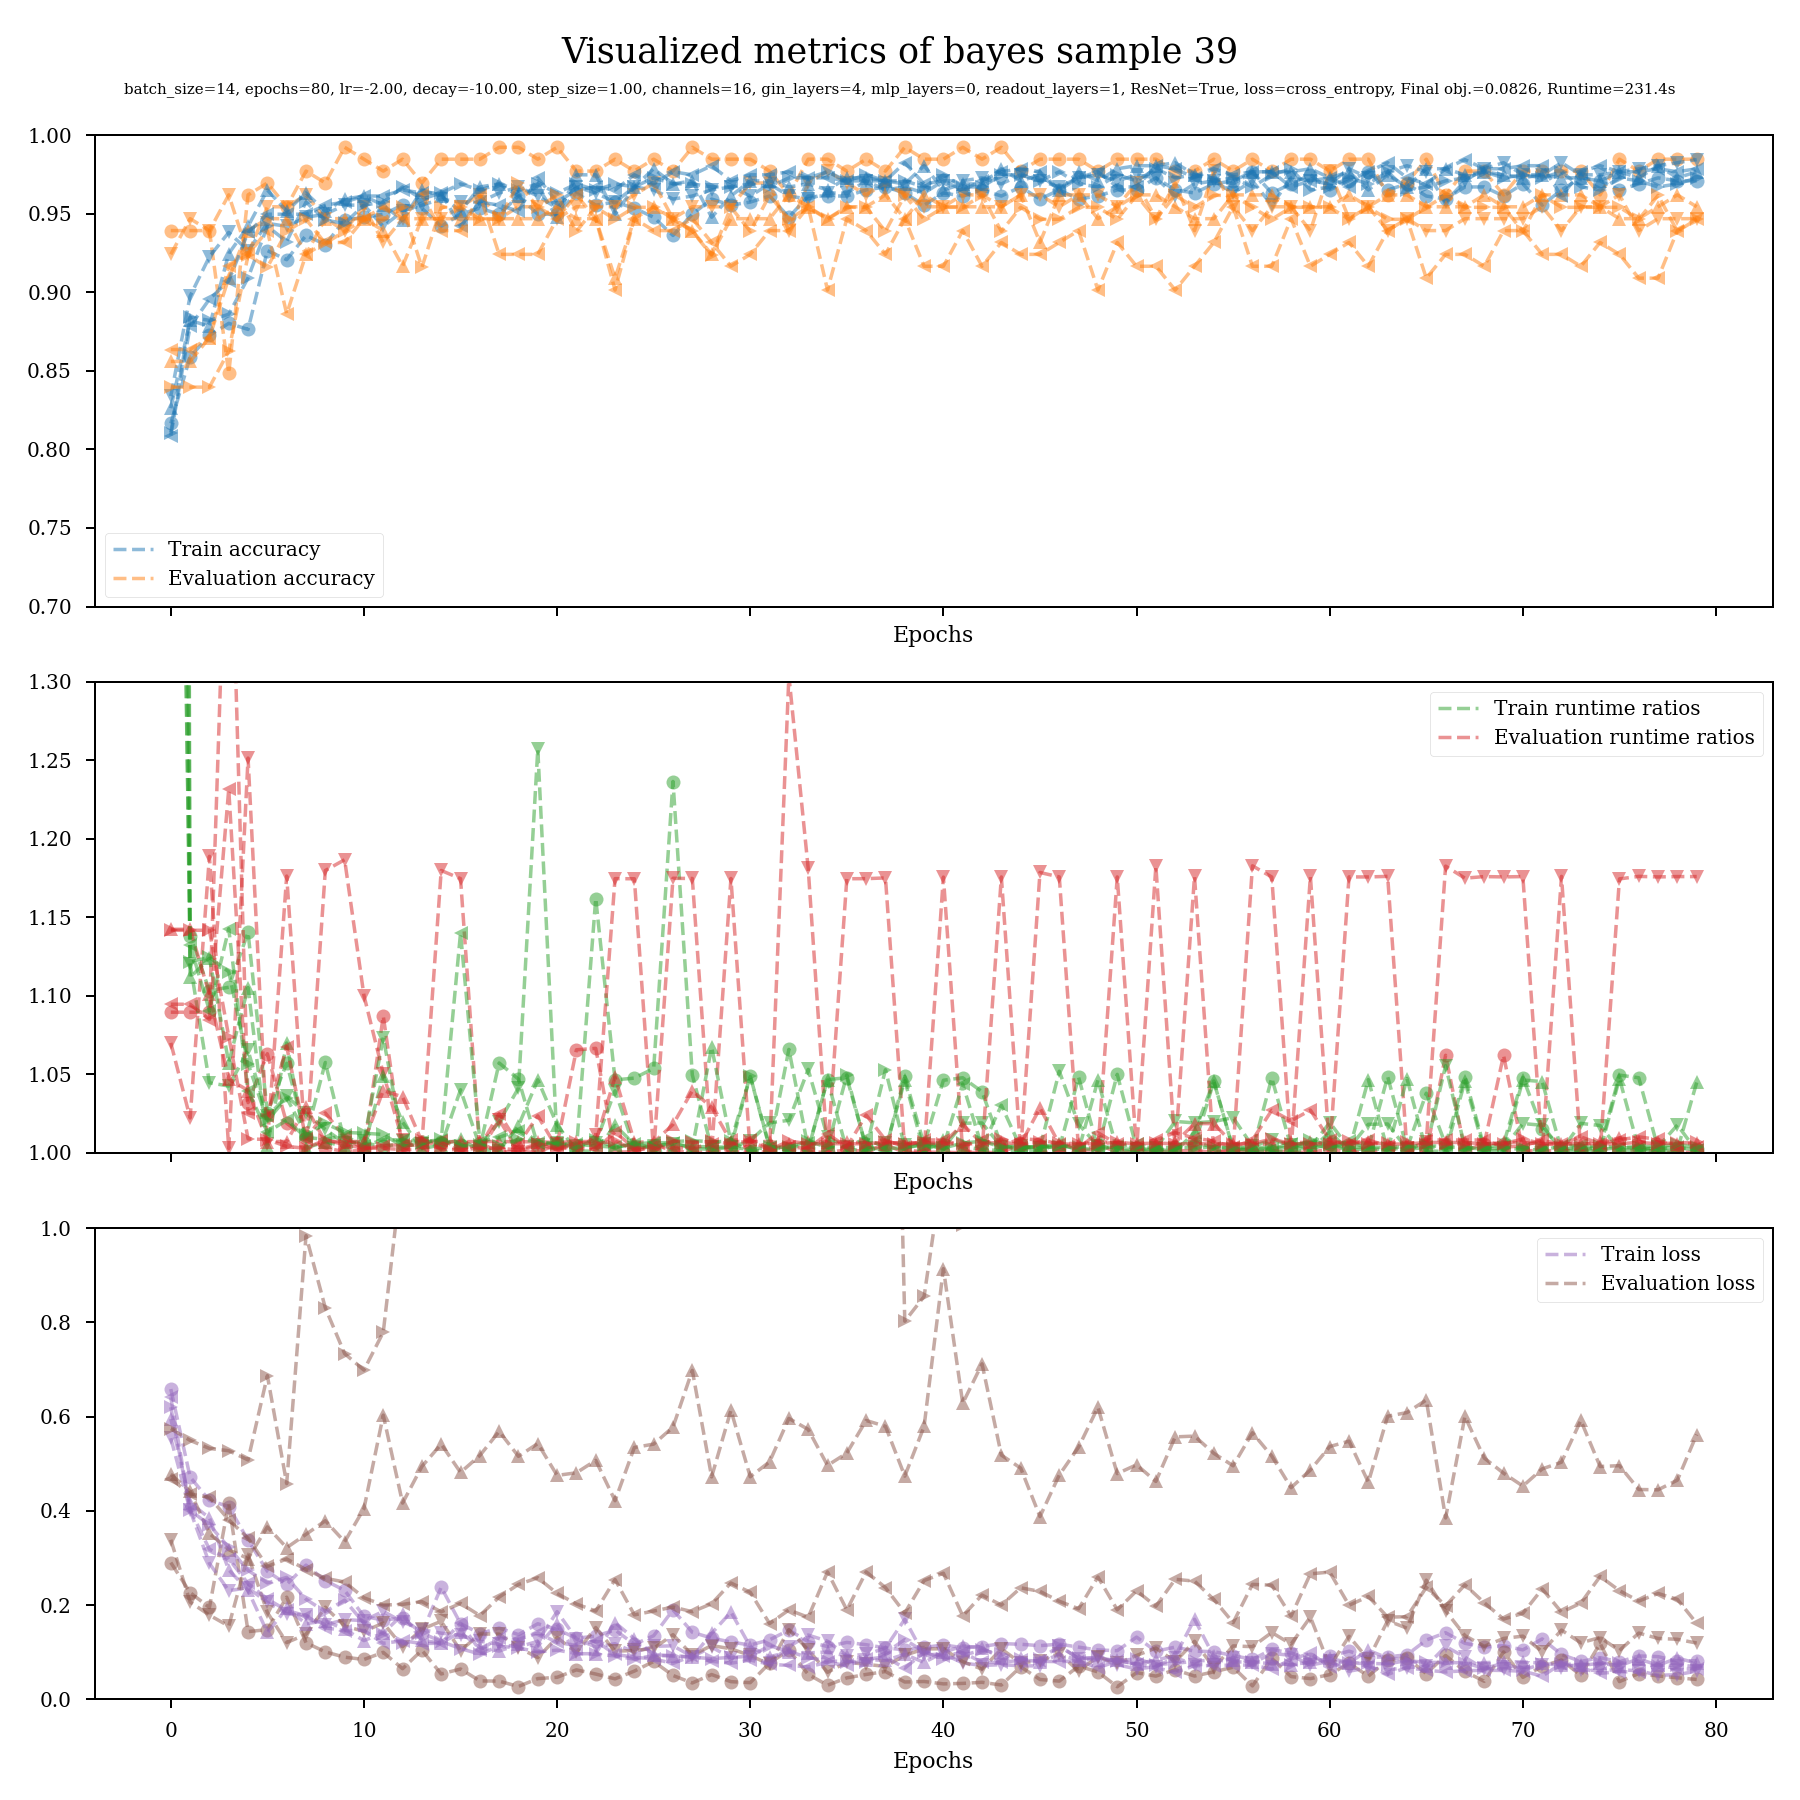 Visualized metrics of bayes sample 39
batch_size=14, epochs=80, lr=-2.00, decay=-10.00, step_size=1.00, channels=16, gin_layers=4, mlp_layers=0, readout_layers=1, ResNet=True, loss=cross_entropy, Final obj.=0.0826, Runtime=231.4s
1.00
0.95
0.90
0.85
0.80
0.75
0.70
Train accuracy
Evaluation accuracy
Epochs
1.30
1.25
1.20
1.15
1.10
1.05
1.00
Train runtime ratios
Evaluation runtime ratios
Epochs
1.0
0.8
0.6
0.4
0.2
0.0
Train loss
Evaluation loss
0 10 20 30 40 50 60 70 80
Epochs